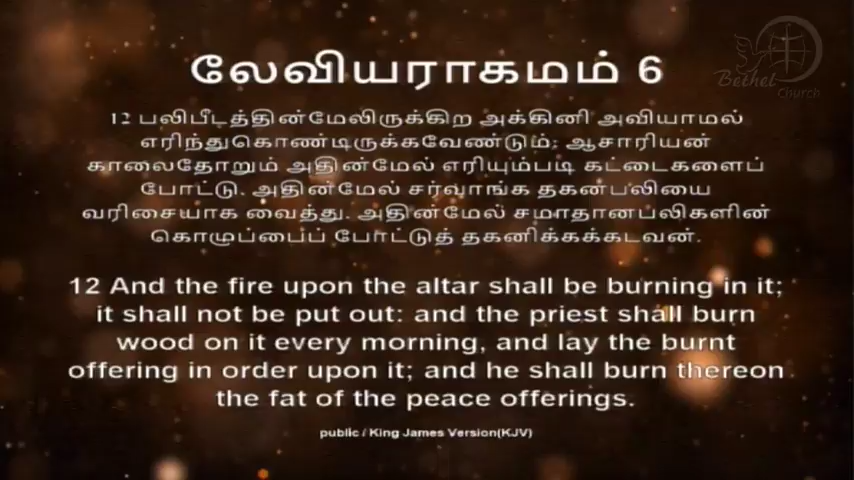 Bethel
Church
லேவியராகமம் 6
12 பலிபீடத்தின்மேலிருக்கிற அக்கினி அவியாமல்
எரிந்துகொண்டிருக்கவேண்டும்; ஆசாரியன்
காலைதோறும் அதின்மேல் எரியும்படி கட்டைகளைப்
போட்டு. அதின்மேல் சர்வாங்க தகன்பலியை
வரிசையாக வைத்து. அதின்மேல் சமாதானபலிகளின்
கொழுப்பைப் போட்டுத் தகனிக்கக்கடவன்.
12 And the fire upon the altar shall be burning in it;
it shall not be put out: and the priest shall burn
wood on it every morning, and lay the burnt
offering in order upon it; and he shall burn thereon
the fat of the peace offerings.
public / King James Version(KJV)